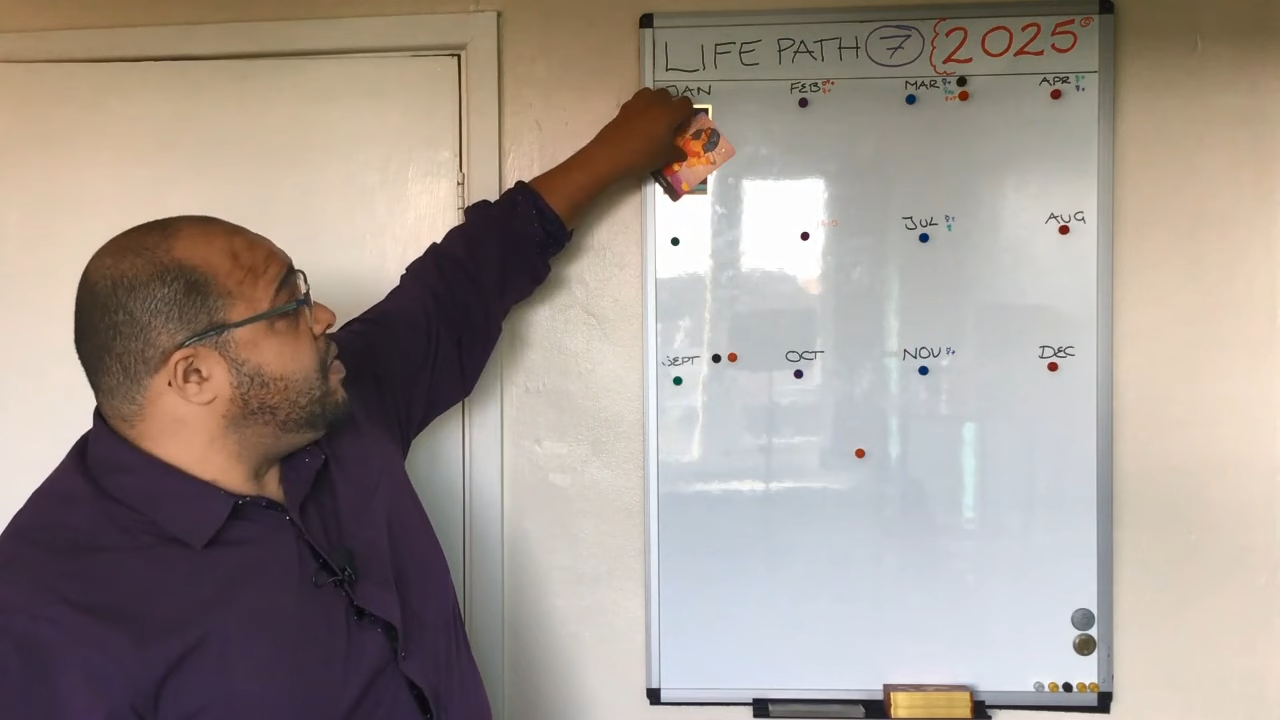 LIFE PATH 7 2025
JAN FEB MAR APR
JUL AUG
SEPT OCT NOV DEC